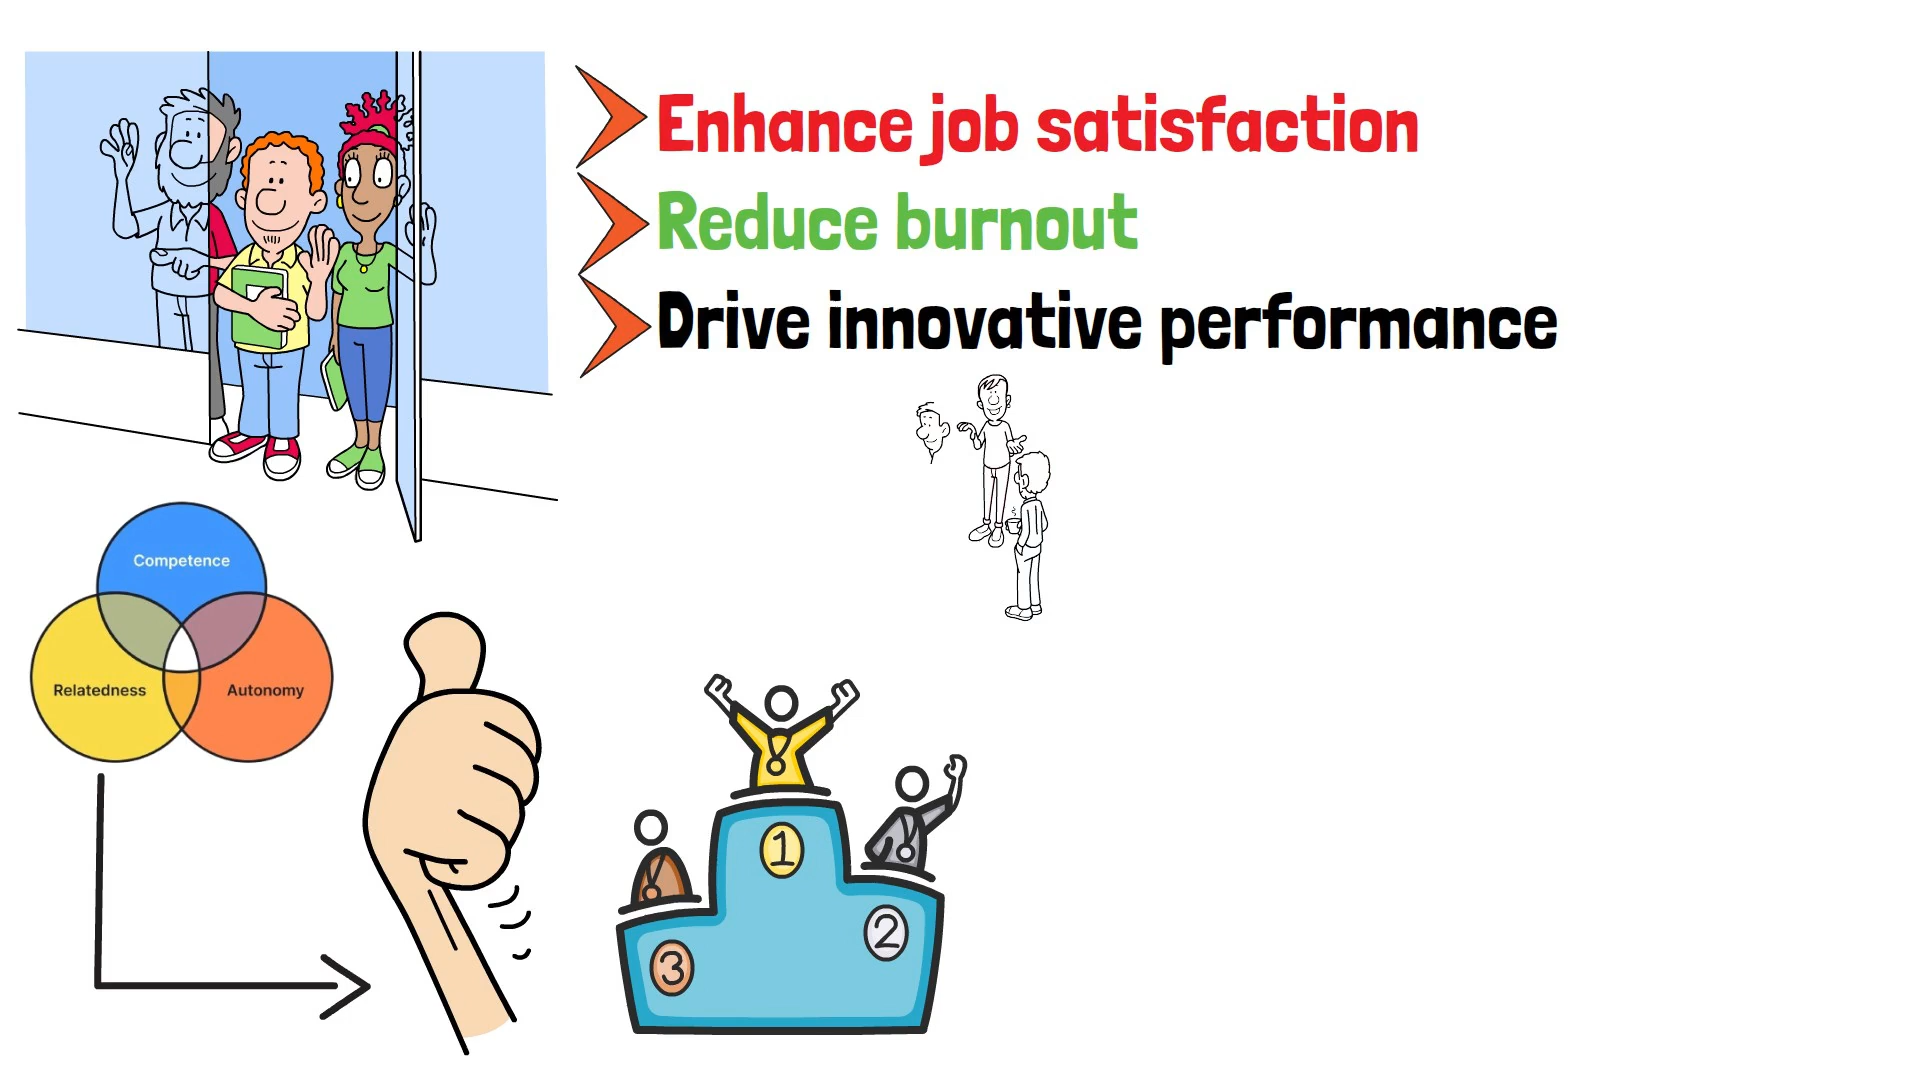 Enhance job satisfaction
Reduce burnout
Drive innovative performance
Competence
Relatedness
Autonomy
1
2
3